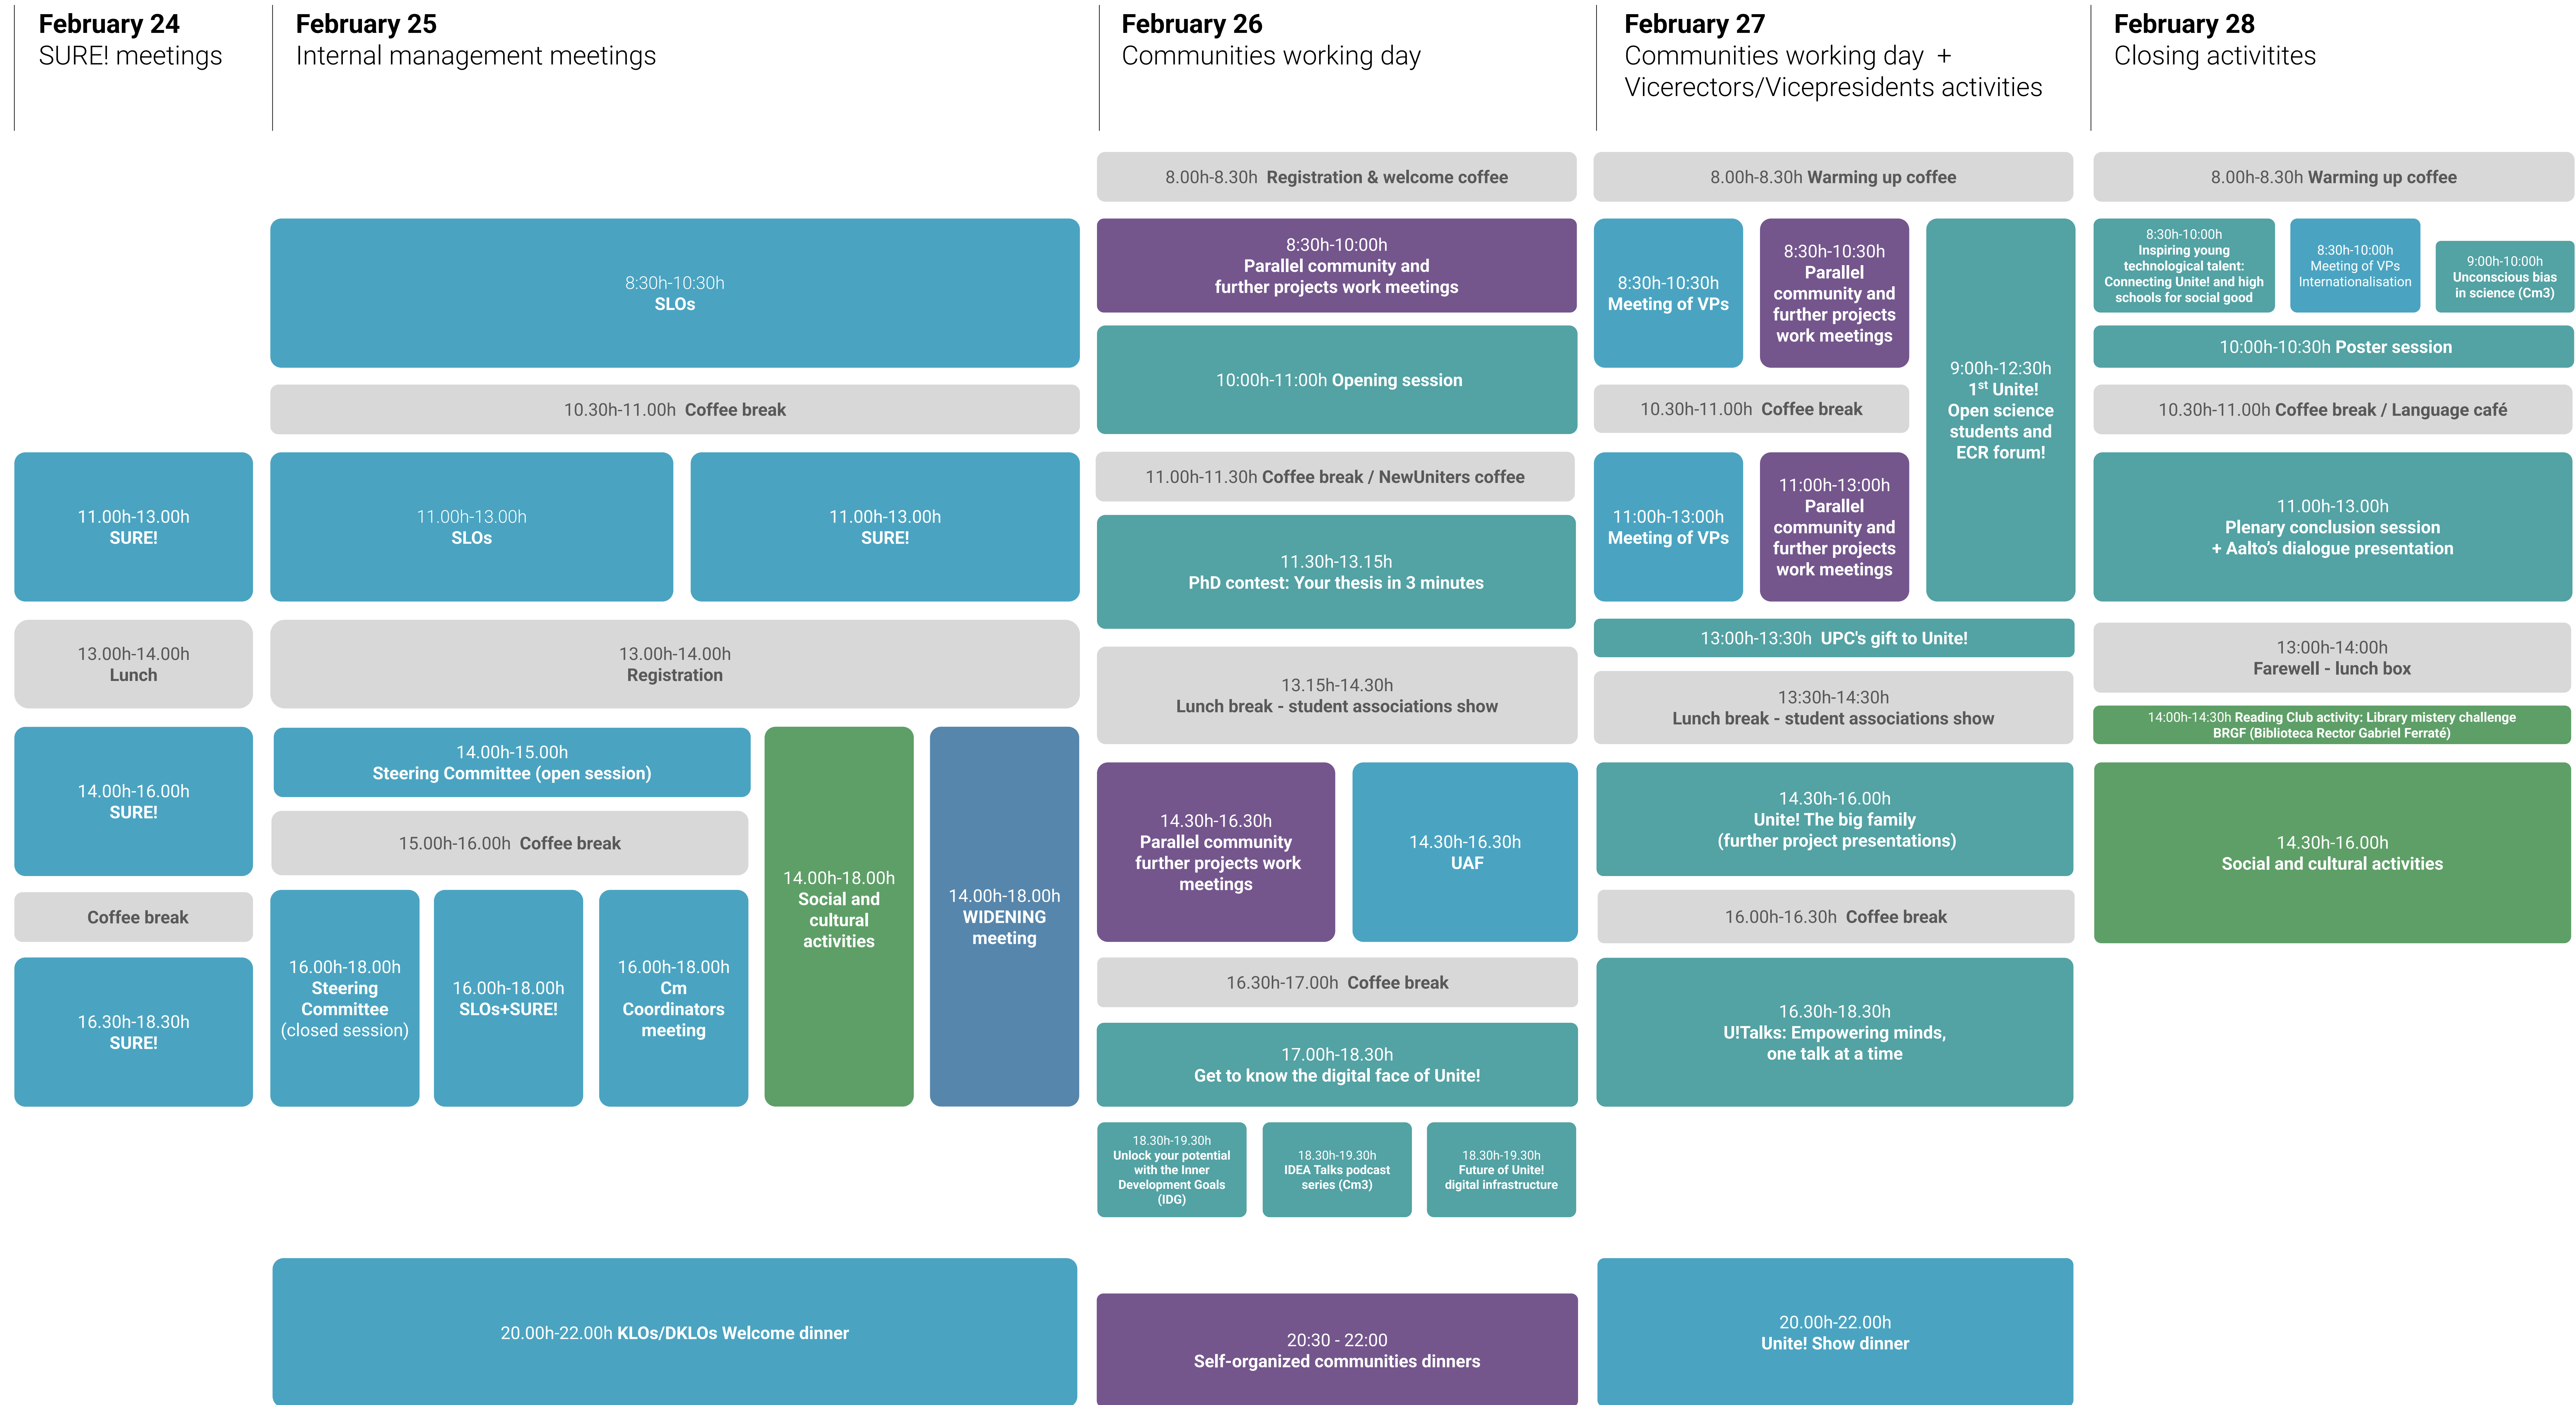 February 24
SURE! meetings
11.00h-13.00h
SURE!
13.00h-14.00h
Lunch
14.00h-16.00h
SURE!
Coffee break
16.30h-18.30h
SURE!
February 25
Internal management meetings
8:30h-10:30h
SLOs
10.30h-11.00h Coffee break
11.00h-13.00h
SLOs
11.00h-13.00h
SURE!
13.00h-14.00h
Registration
14.00h-15.00h
Steering Committee (open session)
15.00h-16.00h Coffee break
16.00h-18.00h
Steering
Committee
(closed session)
16.00h-18.00h
SLOs+SURE!
16.00h-18.00h
Cm
Coordinators
meeting
14.00h-18.00h
Social and
cultural
activities
14.00h-18.00h
WIDENING
meeting
20.00h-22.00h KLOs/DKLOs Welcome dinner
February 26
Communities working day
8.00h-8.30h Registration & welcome coffee
8:30h-10:00h
Parallel community and
further projects work meetings
10:00h-11:00h Opening session
11.00h-11.30h Coffee break / NewUniters coffee
11.30h-13.15h
PhD contest: Your thesis in 3 minutes
13.15h-14.30h
Lunch break - student associations show
14.30h-16.30h
Parallel community
further projects work
meetings
14.30h-16.30h
UAF
16.30h-17.00h Coffee break
17.00h-18.30h
Get to know the digital face of Unite!
18.30h-19.30h
Unlock your potential
with the Inner
Development Goals
(IDG)
18.30h-19.30h
IDEA Talks podcast
series (Cm3)
18.30h-19.30h
Future of Unite!
digital infrastructure
20:30 - 22:00
Self-organized communities dinners
February 27
Communities working day +
Vicerectors/Vicepresidents activities
8.00h-8.30h Warming up coffee
8:30h-10:30h
Meeting of VPs
8:30h-10:30h
Parallel
community and
further projects
work meetings
9:00h-12:30h
1st Unite!
Open science
students and
ECR forum!
10.30h-11.00h Coffee break
11:00h-13:00h
Meeting of VPs
11:00h-13:00h
Parallel
community and
further projects
work meetings
13:00h-13:30h UPC's gift to Unite!
13:30h-14:30h
Lunch break - student associations show
14.30h-16.00h
Unite! The big family
(further project presentations)
16.00h-16.30h Coffee break
16.30h-18.30h
U!Talks: Empowering minds,
one talk at a time
20.00h-22.00h
Unite! Show dinner
February 28
Closing activitites
8.00h-8.30h Warming up coffee
8:30h-10:00h
Inspiring young
technological talent:
Connecting Unite! and high
schools for social good
8:30h-10:00h
Meeting of VPs
Internationalisation
9:00h-10:00h
Unconscious bias
in science (Cm3)
10:00h-10:30h Poster session
10.30h-11.00h Coffee break / Language café
11.00h-13.00h
Plenary conclusion session
+ Aalto’s dialogue presentation
13:00h-14:00h
Farewell - lunch box
14:00h-14:30h Reading Club activity: Library mistery challenge
BRGF (Biblioteca Rector Gabriel Ferraté)
14.30h-16.00h
Social and cultural activities